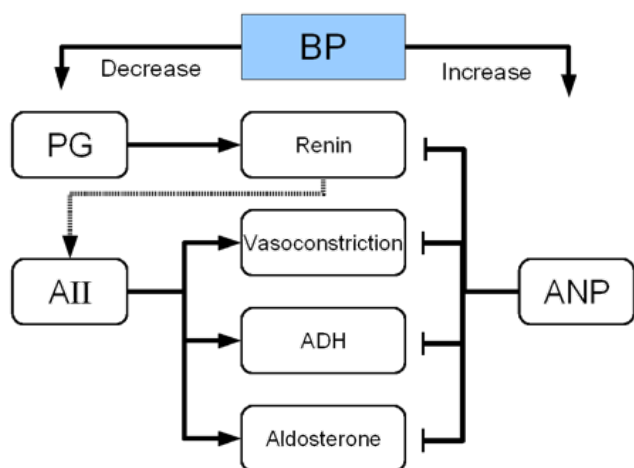 BP
Decrease
Increase
PG
Renin
Vasoconstriction
AII
ANP
ADH
Aldosterone